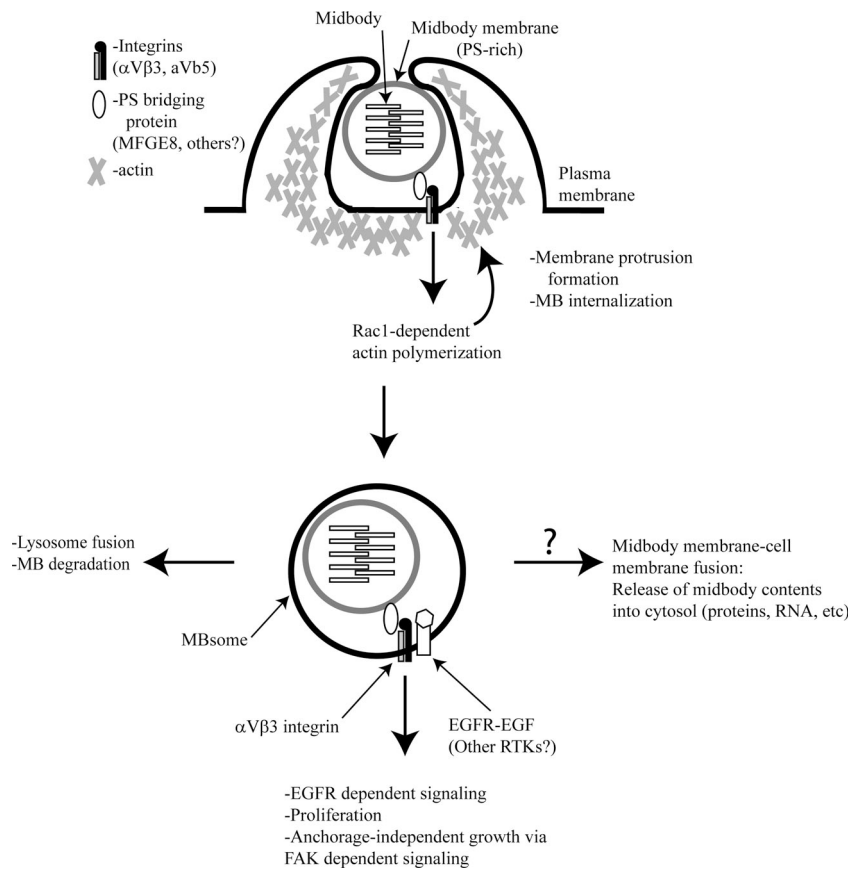 Midbody
Midbody membrane
(PS-rich)
-Integrins
(αVβ3, aVb5)
-PS bridging
protein
(MFGE8, others?)
-actin
Plasma
membrane
-Membrane protrusion
formation
-MB internalization
Rac1-dependent
actin polymerization
-Lysosome fusion
-MB degradation
?
Midbody membrane-cell
membrane fusion:
Release of midbody contents
into cytosol (proteins, RNA, etc)
MBsome
αVβ3 integrin
EGFR-EGF
(Other RTKs?)
-EGFR dependent signaling
-Proliferation
-Anchorage-independent growth via
FAK dependent signaling